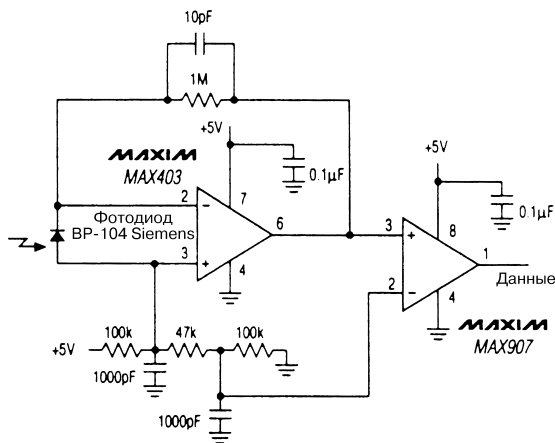 10pF
1M
+5V
MAXIM
MAX403
0.1µF
+5V
0.1µF
2
7
Фотодиод
BP-104 Siemens
6
3
8
1
3
4
Данные
2
4
MAXIM
MAX907
100k
47k
100k
+5V
1000pF
1000pF
-
+
+
-